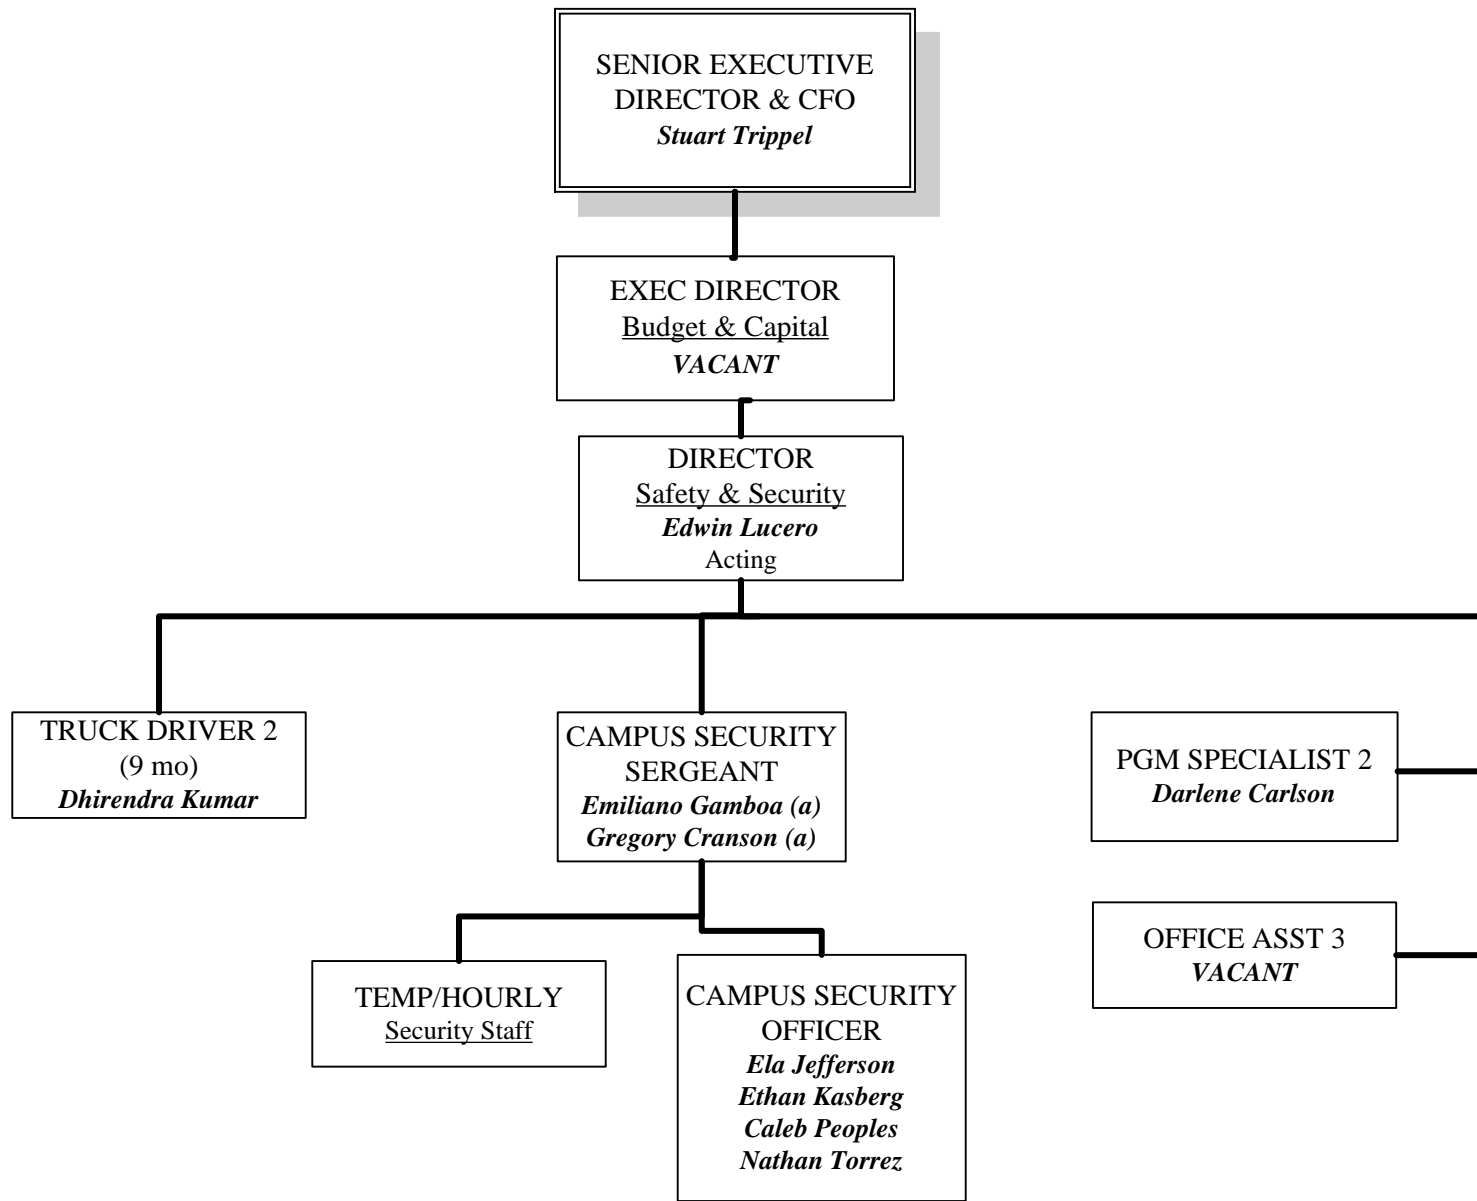 SENIOR EXECUTIVE
DIRECTOR & CFO
Stuart Trippel
EXEC DIRECTOR
Budget & Capital
VACANT
DIRECTOR
Safety & Security
Edwin Lucero
Acting
TRUCK DRIVER 2
(9 mo)
Dhirendra Kumar
CAMPUS SECURITY
SERGEANT
Emiliano Gamboa (a)
Gregory Cranson (a)
PGM SPECIALIST 2
Darlene Carlson
OFFICE ASST 3
VACANT
TEMP/HOURLY
Security Staff
CAMPUS SECURITY
OFFICER
Ela Jefferson
Ethan Kasberg
Caleb Peoples
Nathan Torrez